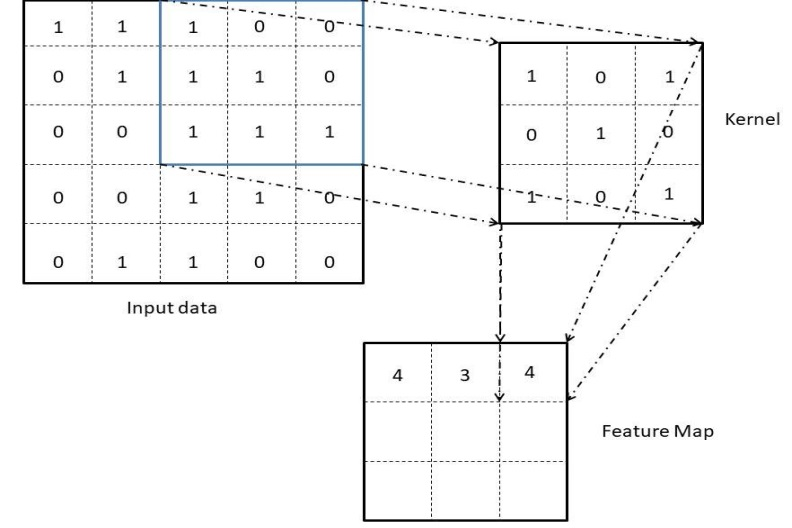 1 1 1 0 0
0 1 1 1 0
0 0 1 1 1
0 0 1 1 0
0 1 1 0 0
Input data
1 0 1
0 1 0
1 0 1
Kernel
4 3 4
Feature Map